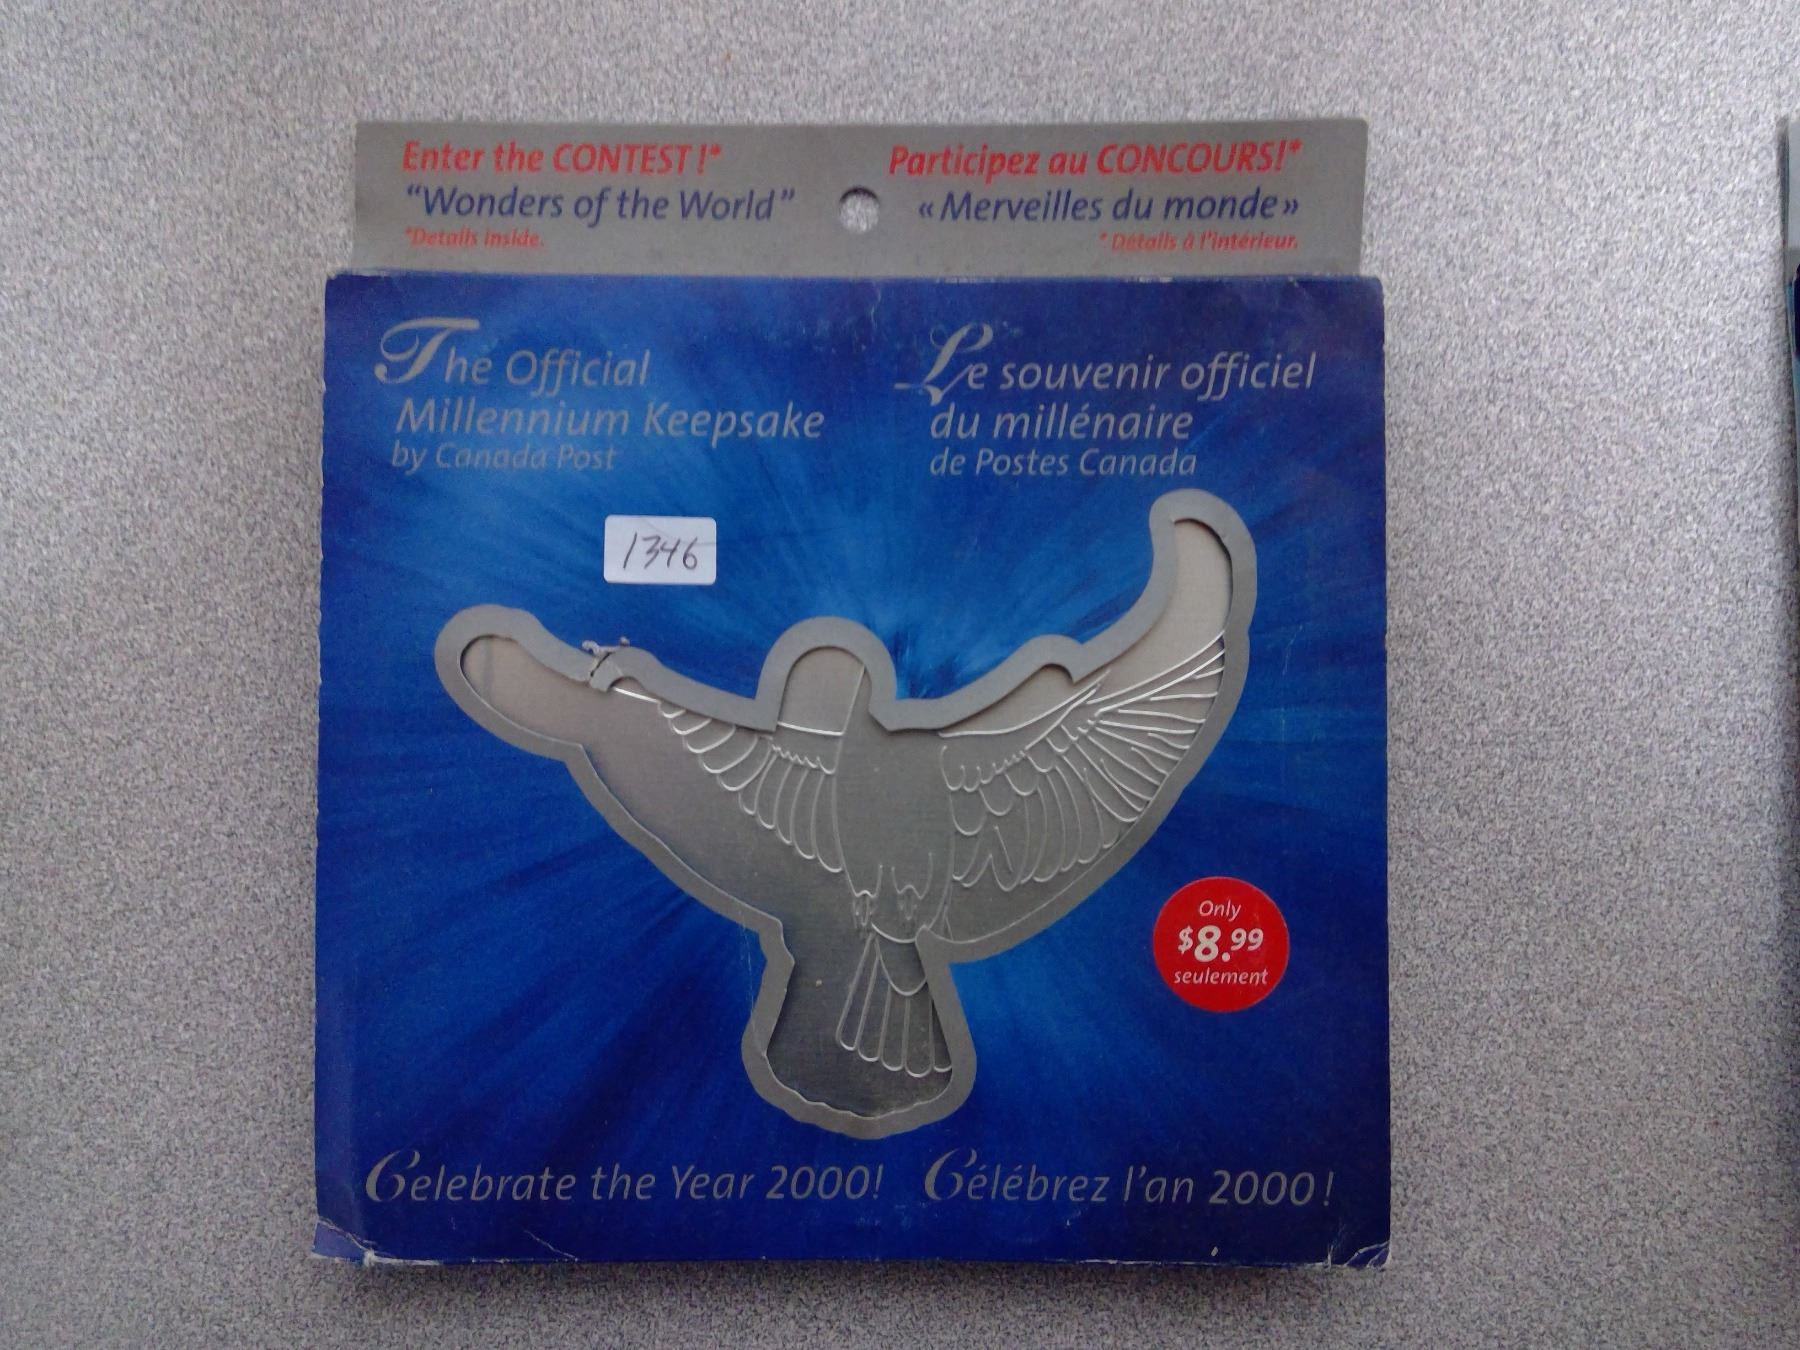 Enter the CONTEST!*
"Wonders of the World"
*Details inside.
Participez au CONCOURS!*
« Merveilles du monde »
* Détails à l'intérieur.
The Official
Millennium Keepsake
by Canada Post
Le souvenir officiel
du millénaire
de Postes Canada
1346
Only
$8.99
seulement
Celebrate the Year 2000!
Célébrez l'an 2000!